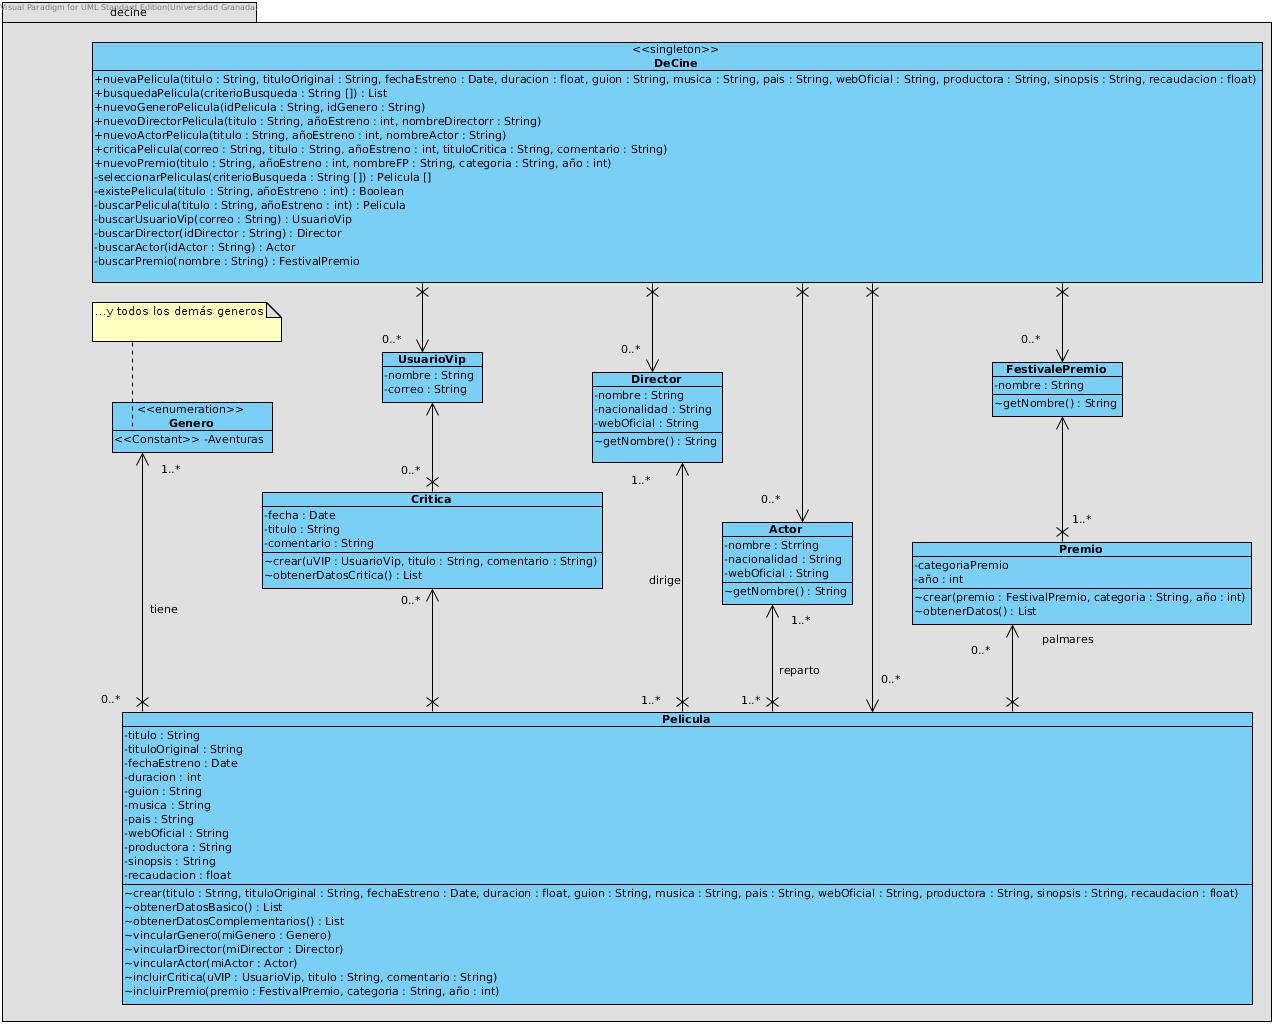 Visual Paradigm for UML Standard Edition(Universidad Granada)
decine
<<singleton>>
DeCine
+nuevaPelicula(titulo : String, tituloOriginal : String, fechaEstreno : Date, duracion : float, guion : String, musica : String, pais : String, webOficial : String, productora : String, sinopsis : String, recaudacion : float)
+busquedaPelicula(criterioBusqueda : String []) : List
+nuevoGeneroPelicula(idPelicula : String, idGenero : String)
+nuevoDirectorPelicula(titulo : String, añoEstreno : int, nombreDirectorr : String)
+nuevoActorPelicula(titulo : String, añoEstreno : int, nombreActor : String)
+criticaPelicula(correo : String, titulo : String, añoEstreno : int, tituloCritica : String, comentario : String)
+nuevoPremio(titulo : String, añoEstreno : int, nombreFP : String, categoria : String, año : int)
-seleccionarPeliculas(criterioBusqueda : String []) : Pelicula []
-existePelicula(titulo : String, añoEstreno : int) : Boolean
-buscarPelicula(titulo : String, añoEstreno : int) : Pelicula
-buscarUsuarioVip(correo : String) : UsuarioVip
-buscarDirector(idDirector : String) : Director
-buscarActor(idActor : String) : Actor
-buscarPremio(nombre : String) : FestivalPremio
...y todos los demás generos
0..*
0..*
0..*
UsuarioVip
-nombre : String
-correo : String
Director
-nombre : String
-nacionalidad : String
-webOficial : String
~getNombre() : String
FestivalePremio
-nombre : String
~getNombre() : String
<<enumeration>>
Genero
<<Constant>> -Aventuras
1..*
0..*
1..*
0..*
1..*
Critica
-fecha : Date
-titulo : String
-comentario : String
~crear(uVIP : UsuarioVip, titulo : String, comentario : String)
~obtenerDatosCritica() : List
Actor
-nombre : Strring
-nacionalidad : String
-webOficial : String
~getNombre() : String
Premio
-categoriaPremio
-año : int
~crear(premio : FestivalPremio, categoria : String, año : int)
~obtenerDatos() : List
dirige
0..*
tiene
1..*
palmares
0..*
reparto
0..*
0..*
1..*
1..*
Pelicula
-titulo : String
-tituloOriginal : String
-fechaEstreno : Date
-duracion : int
-guion : String
-musica : String
-pais : String
-webOficial : String
-productora : String
-sinopsis : String
-recaudacion : float
~crear(titulo : String, tituloOriginal : String, fechaEstreno : Date, duracion : float, guion : String, musica : String, pais : String, webOficial : String, productora : String, sinopsis : String, recaudacion : float)
~obtenerDatosBasico() : List
~obtenerDatosComplementarios() : List
~vincularGenero(miGenero : Genero)
~vincularDirector(miDirector : Director)
~vincularActor(miActor : Actor)
~incluirCritica(uVIP : UsuarioVip, titulo : String, comentario : String)
~incluirPremio(premio : FestivalPremio, categoria : String, año : int)